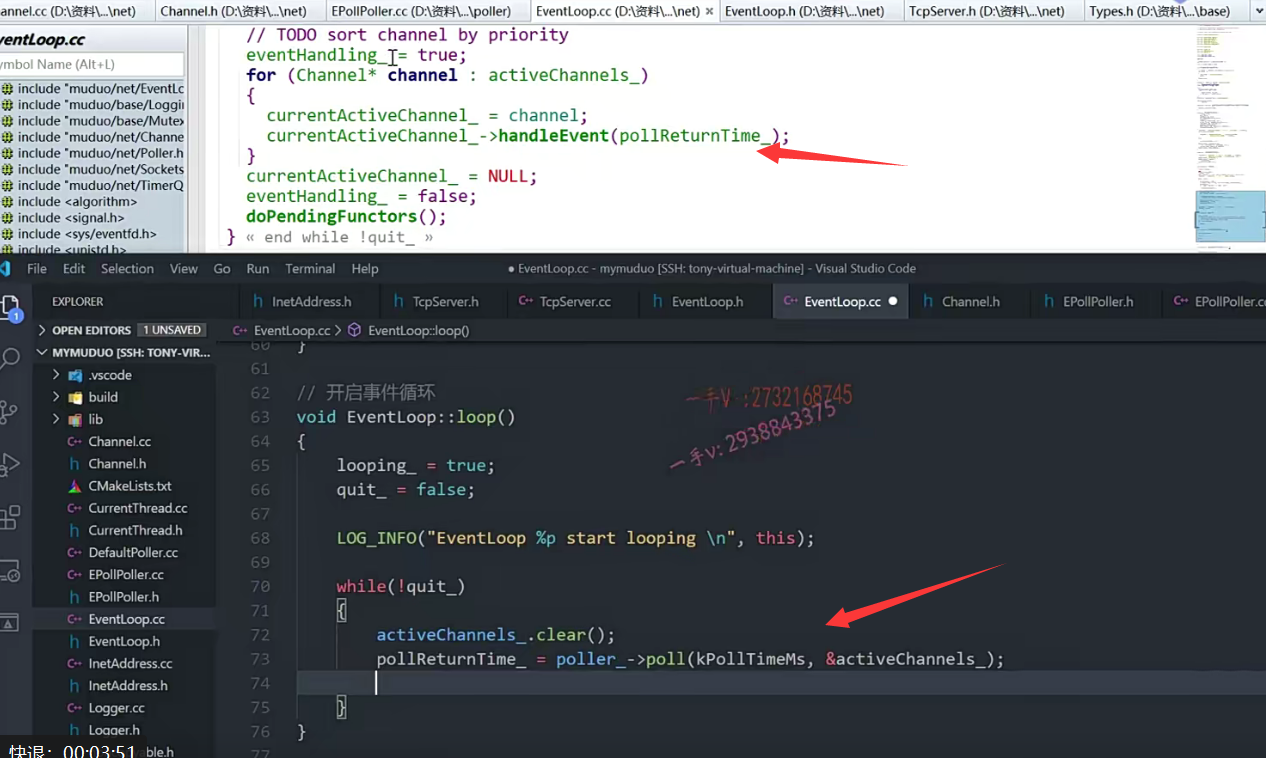 annel.cc (D:\资料\...\net) Channel.h (D:\资料\...\net) EPollPoller.cc (D:\资料\...\poller) EventLoop.cc (D:\资料\...\net) × EventLoop.h (D:\资料\...\net) TcpServer.h (D:\资料\...\net) Types.h (D:\资料\...\base)
ventLoop.cc
ymbol Name (Alt+L)
include "muduo/net/Event
include "muduo/base/Loggin
include "muduo/base/Mutex
include "muduo/net/Channe
include "muduo/net/Poller.
include "muduo/net/Sockets
include "muduo/net/TimerQ
include <algorithm>
include <signal.h>
include <sys/eventfd.h>
include <unistd.h>
// TODO sort channel by priority
eventHandling_ = true;
for (Channel* channel : activeChannels_)
{
currentActiveChannel_ = channel;
currentActiveChannel_->handleEvent(pollReturnTime_);
}
currentActiveChannel_ = NULL;
eventHandling_ = false;
doPendingFunctors();
} « end while !quit_ »
File Edit Selection View Go Run Terminal Help
● EventLoop.cc - mymuduo [SSH: tony-virtual-machine] - Visual Studio Code
EXPLORER
InetAddress.h TcpServer.h TcpServer.cc EventLoop.h EventLoop.cc ● Channel.h EPollPoller.h EPollPoller.cc
1
OPEN EDITORS 1 UNSAVED
MYMUDUO [SSH: TONY-VIR...
.vscode
build
lib
Channel.cc
Channel.h
CMakeLists.txt
CurrentThread.cc
CurrentThread.h
DefaultPoller.cc
EPollPoller.cc
EPollPoller.h
EventLoop.cc
EventLoop.h
InetAddress.cc
InetAddress.h
Logger.cc
Logger.h
ble.h
EventLoop.cc > EventLoop::loop()
60 }
61
62 // 开启事件循环
63 void EventLoop::loop()
64 {
65 looping_ = true;
66 quit_ = false;
67
68 LOG_INFO("EventLoop %p start looping \n", this);
69
70 while(!quit_)
71 {
72 activeChannels_.clear();
73 pollReturnTime_ = poller_->poll(kPollTimeMs, &activeChannels_);
74
75 }
76 }
77
一手V :2732168745
一手v: 2938843375
快退: 00:03:51